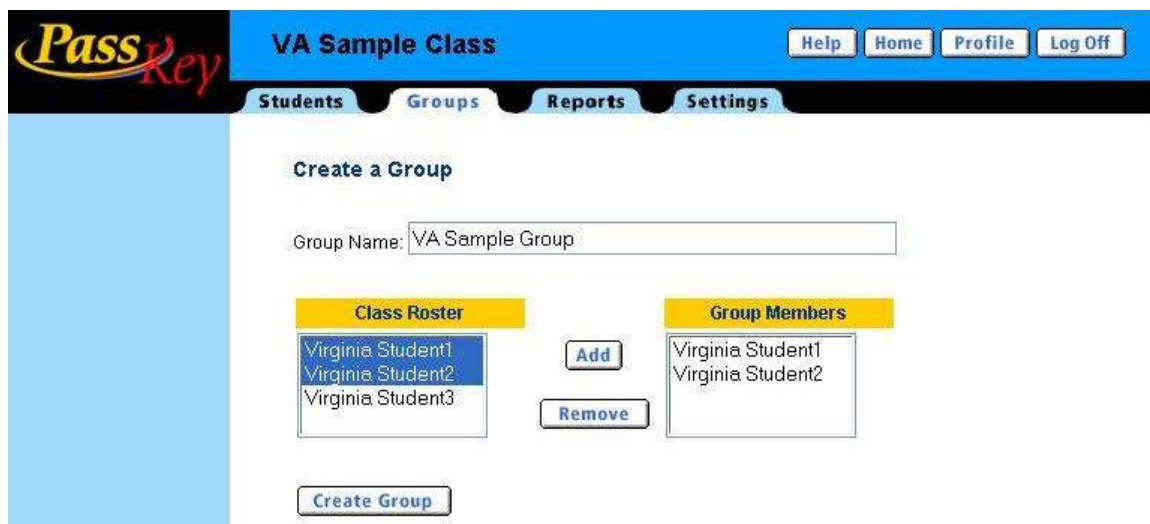 PassKey
VA Sample Class
Help Home Profile Log Off
Students Groups Reports Settings
Create a Group
Group Name: VA Sample Group
Class Roster
Group Members
Virginia Student1
Virginia Student2
Virginia Student3
Add
Remove
Virginia Student1
Virginia Student2
Create Group